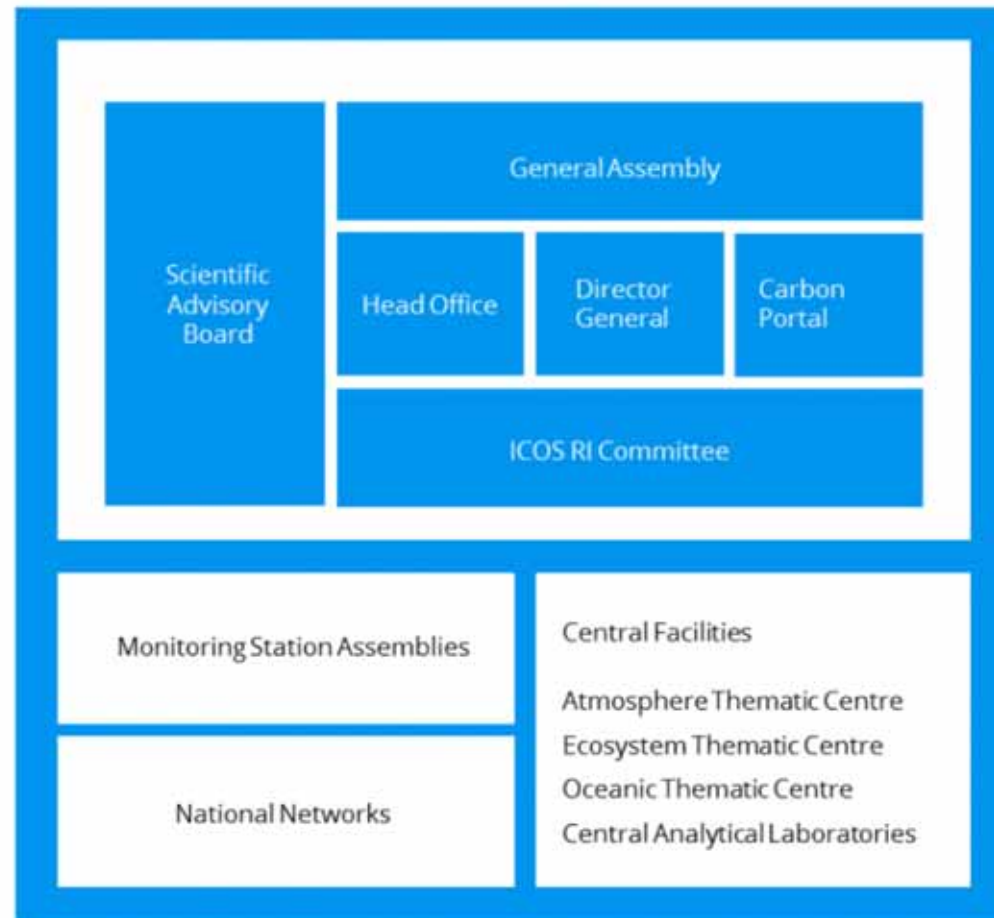 Scientific
Advisory
Board
General Assembly
Head Office
Director
General
Carbon
Portal
ICOS RI Committee
Monitoring Station Assemblies
National Networks
Central Facilities
Atmosphere Thematic Centre
Ecosystem Thematic Centre
Oceanic Thematic Centre
Central Analytical Laboratories